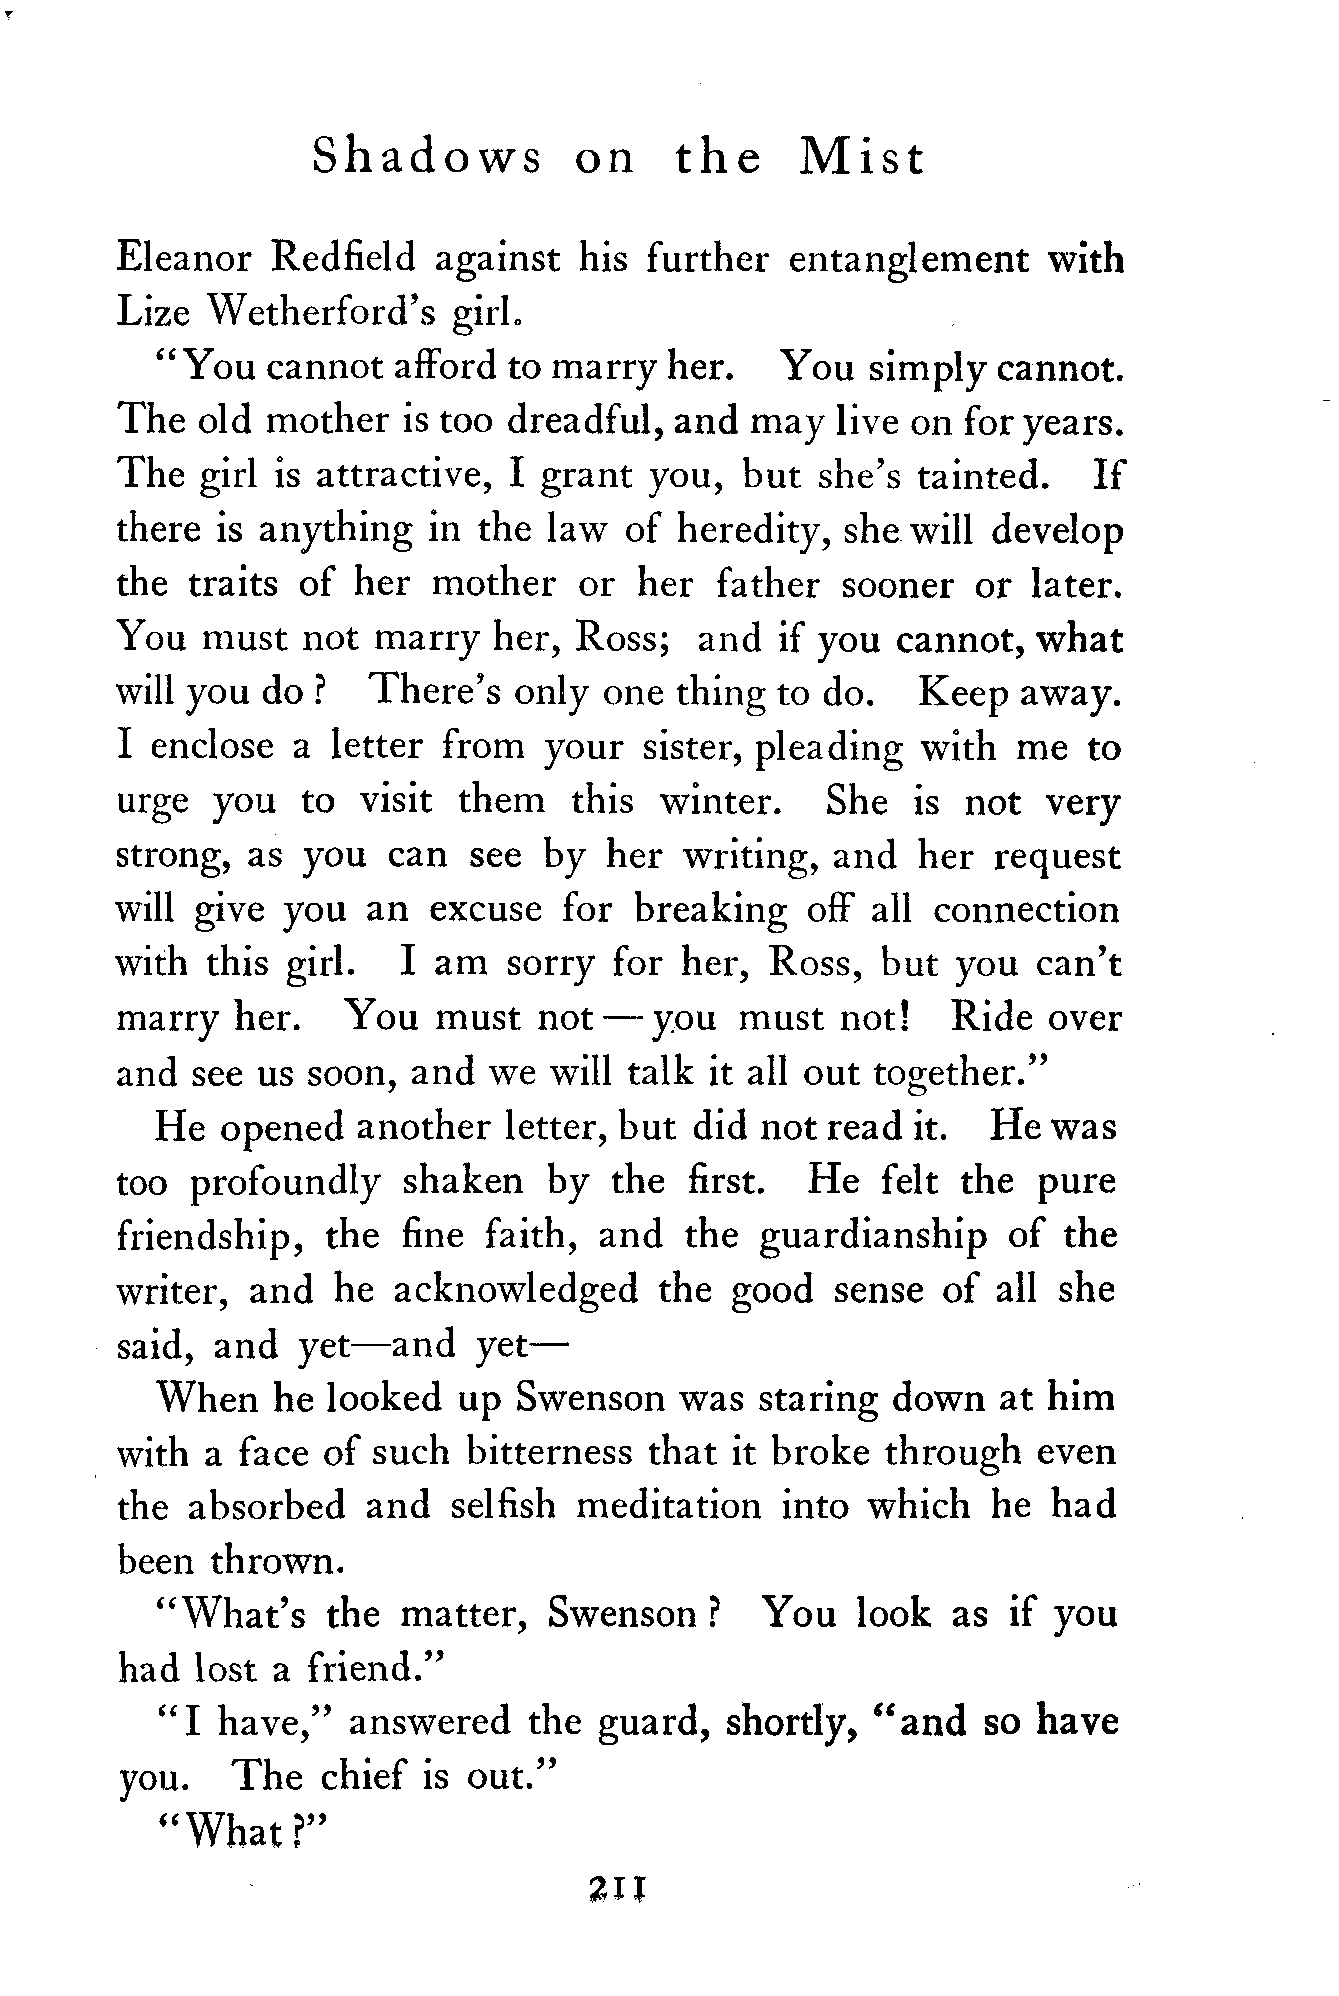 Shadows on the Mist
Eleanor Redfield against his further entanglement with
Lize Wetherford's girl.
"You cannot afford to marry her. You simply cannot.
The old mother is too dreadful, and may live on for years.
The girl is attractive, I grant you, but she's tainted. If
there is anything in the law of heredity, she will develop
the traits of her mother or her father sooner or later.
You must not marry her, Ross; and if you cannot, what
will you do? There's only one thing to do. Keep away.
I enclose a letter from your sister, pleading with me to
urge you to visit them this winter. She is not very
strong, as you can see by her writing, and her request
will give you an excuse for breaking off all connection
with this girl. I am sorry for her, Ross, but you can't
marry her. You must not — you must not! Ride over
and see us soon, and we will talk it all out together."
He opened another letter, but did not read it. He was
too profoundly shaken by the first. He felt the pure
friendship, the fine faith, and the guardianship of the
writer, and he acknowledged the good sense of all she
said, and yet—and yet—
When he looked up Swenson was staring down at him
with a face of such bitterness that it broke through even
the absorbed and selfish meditation into which he had
been thrown.
"What's the matter, Swenson? You look as if you
had lost a friend."
"I have," answered the guard, shortly, "and so have
you. The chief is out."
"What?"
211